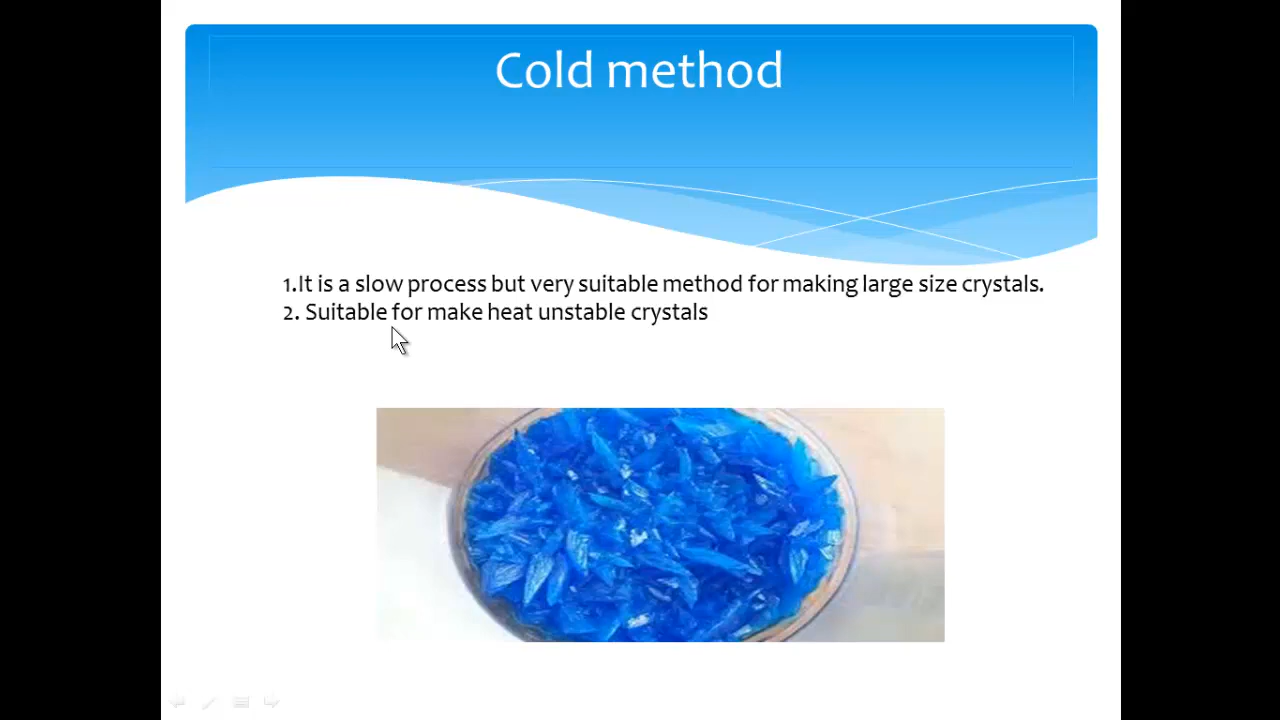 Cold method
1.It is a slow process but very suitable method for making large size crystals.
2. Suitable for make heat unstable crystals